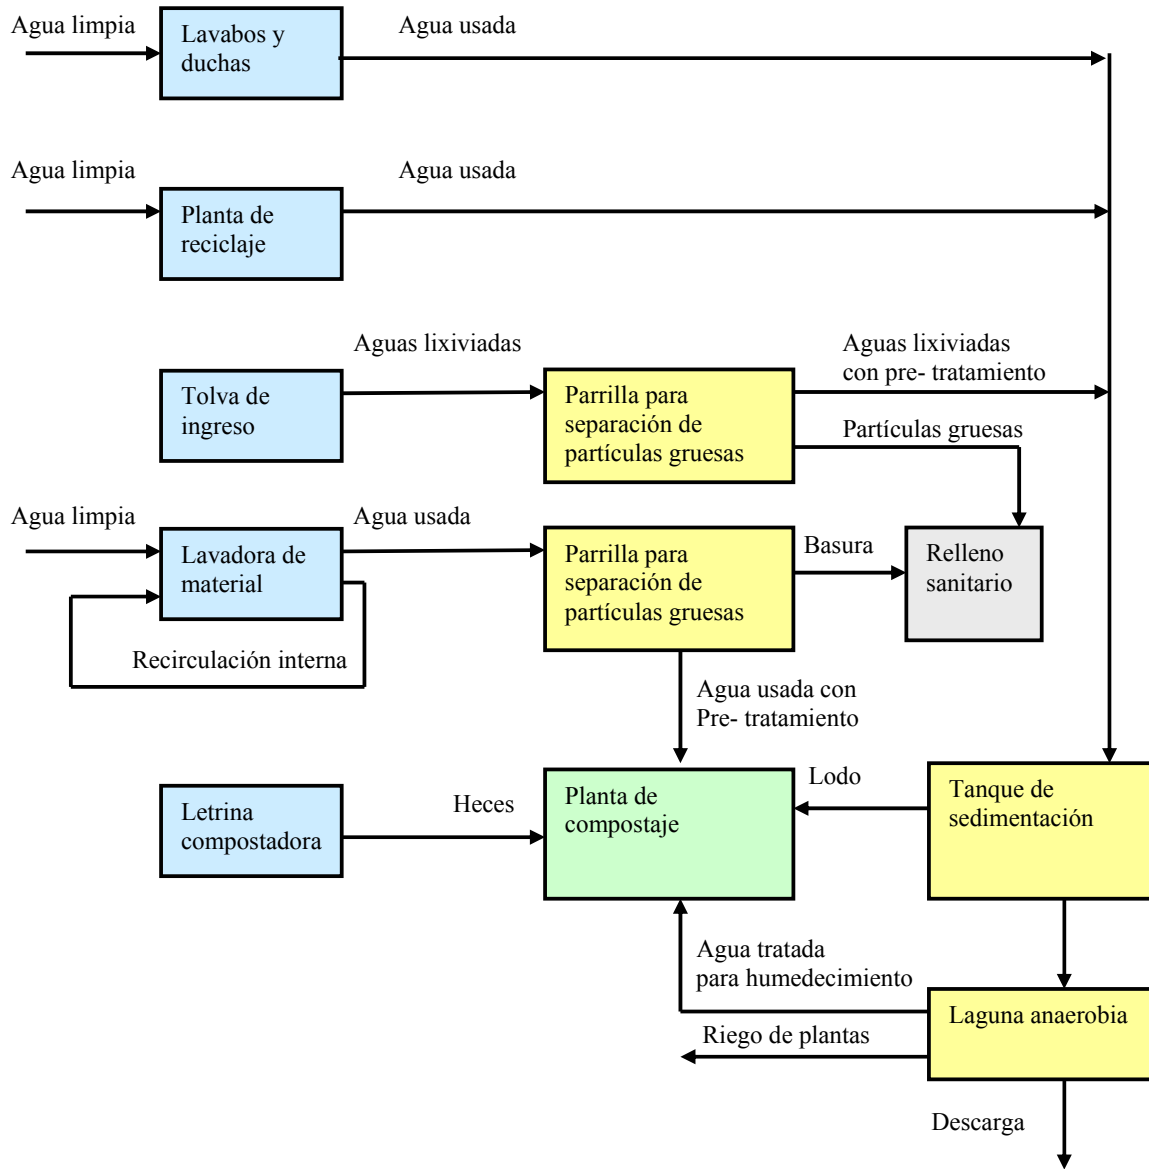 Agua limpia
Lavabos y
duchas
Agua usada
Agua limpia
Planta de
reciclaje
Agua usada
Tolva de
ingreso
Aguas lixiviadas
Parrilla para
separación de
partículas gruesas
Aguas lixiviadas
con pre- tratamiento
Partículas gruesas
Agua limpia
Lavadora de
material
Agua usada
Parrilla para
separación de
partículas gruesas
Basura
Relleno
sanitario
Recirculación interna
Agua usada con
Pre- tratamiento
Letrina
compostadora
Heces
Planta de
compostaje
Lodo
Tanque de
sedimentación
Agua tratada
para humedecimiento
Laguna anaerobia
Riego de plantas
Descarga